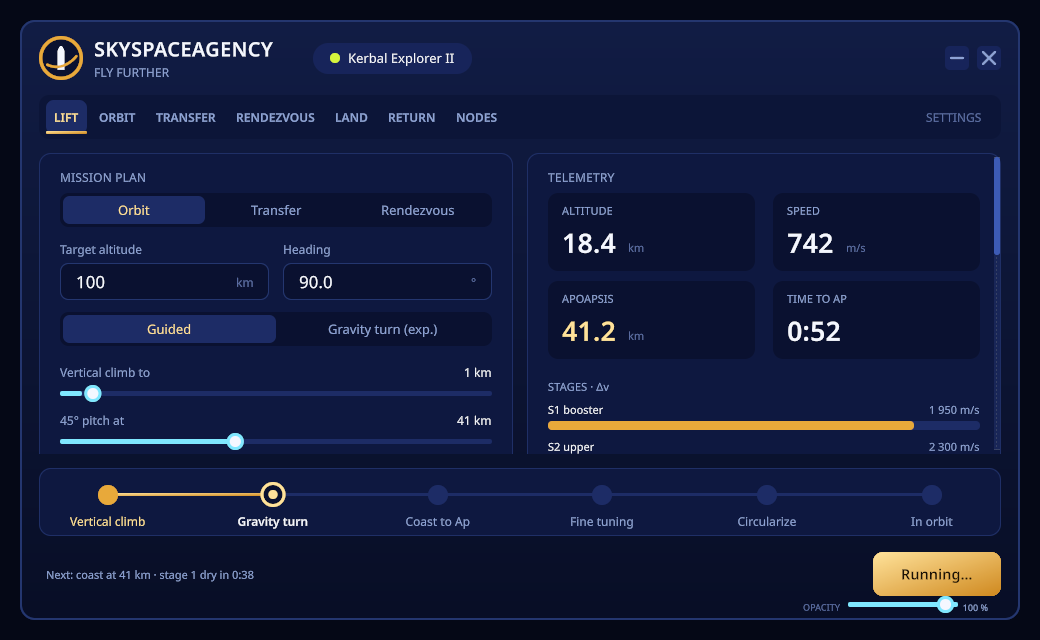 SKYSPACEAGENCY
FLY FURTHER
Kerbal Explorer II
LIFT ORBIT TRANSFER RENDEZVOUS LAND RETURN NODES SETTINGS
MISSION PLAN
Orbit Transfer Rendezvous
Target altitude Heading
100 km 90.0 °
Guided Gravity turn (exp.)
Vertical climb to 1 km
45° pitch at 41 km
TELEMETRY
ALTITUDE SPEED
18.4 km 742 m/s
APOAPSIS TIME TO AP
41.2 km 0:52
STAGES · Δv
S1 booster 1 950 m/s
S2 upper 2 300 m/s
Vertical climb Gravity turn Coast to Ap Fine tuning Circularize In orbit
Next: coast at 41 km · stage 1 dry in 0:38
Running...
OPACITY 100 %